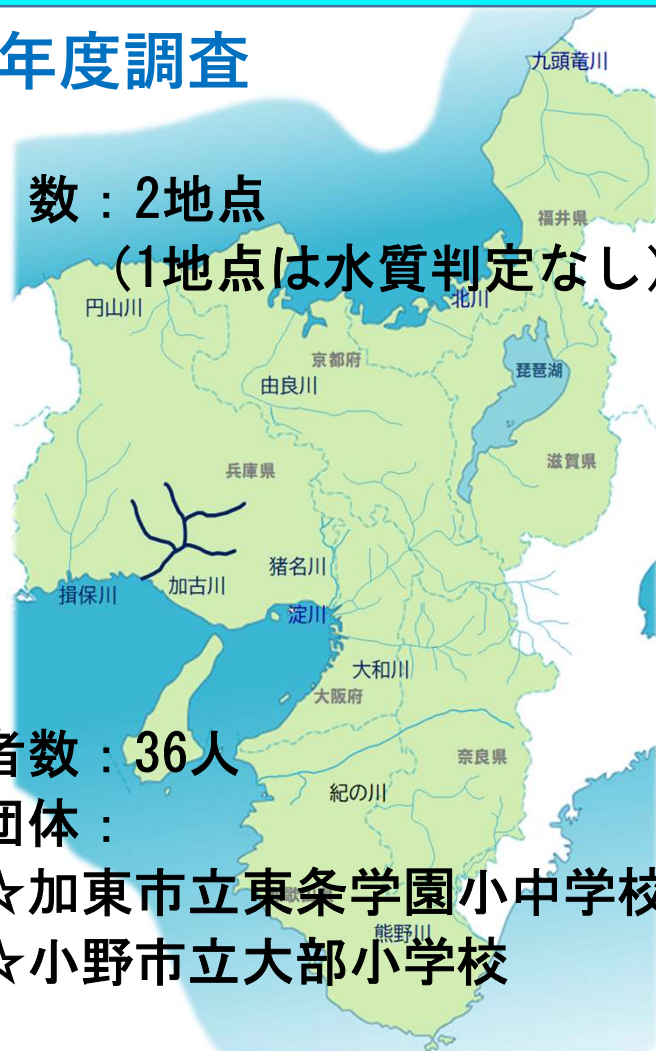 年度調査
九頭竜川
数：2地点
福井県
（1地点は水質判定なし）
円山川
北川
京都府
由良川
琵琶湖
滋賀県
兵庫県
猪名川
加古川
揖保川
淀川
大和川
大阪府
者数：36人
奈良県
紀の川
団体：
☆加東市立東条学園小中学校
熊野川
☆小野市立大部小学校